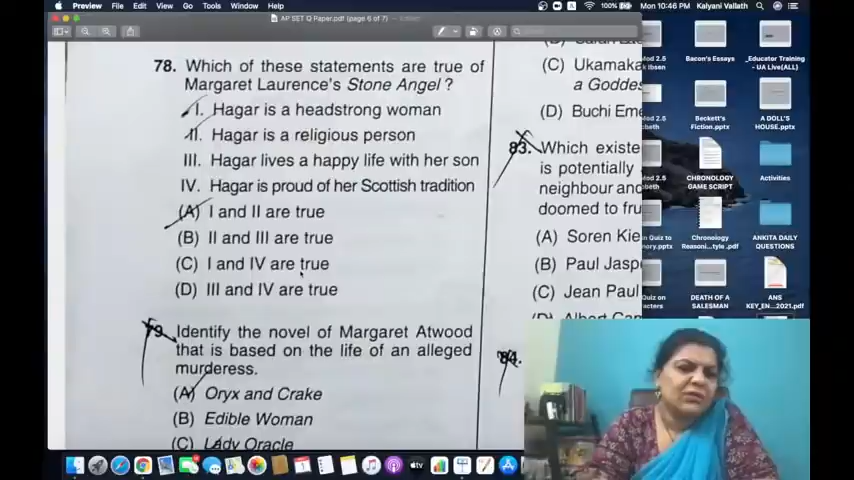 Preview File Edit View Go Tools Window Help
100% Mon 10:46 PM Kalyani Vallath
AP SET Q Paper.pdf (page 6 of 7)
Search
78. Which of these statements are true of
Margaret Laurence's Stone Angel ?
I. Hagar is a headstrong woman
II. Hagar is a religious person
III. Hagar lives a happy life with her son
IV. Hagar is proud of her Scottish tradition
(A) I and II are true
(B) II and III are true
(C) I and IV are true
(D) III and IV are true
79. Identify the novel of Margaret Atwood
that is based on the life of an alleged
murderess.
(A) Oryx and Crake
(B) Edible Woman
(C) Lady Oracle
(C) Ukamaka
a Goddes
(D) Buchi Eme
83. Which existe
is potentially
neighbour and
doomed to fru
(A) Soren Kie
(B) Paul Jasp
(C) Jean Paul
(D) Albert Cam
84.
Bacon's Essays
_Educator Training
- UA Live(ALL)
Beckett's
Fiction.pptx
A DOLL'S
HOUSE.pptx
CHRONOLOGY
GAME SCRIPT
Activities
Chronology
Reasoni...tyle .pdf
ANKITA DAILY
QUESTIONS
DEATH OF A
SALESMAN
ANS
KEY_EN...2021.pdf
tv